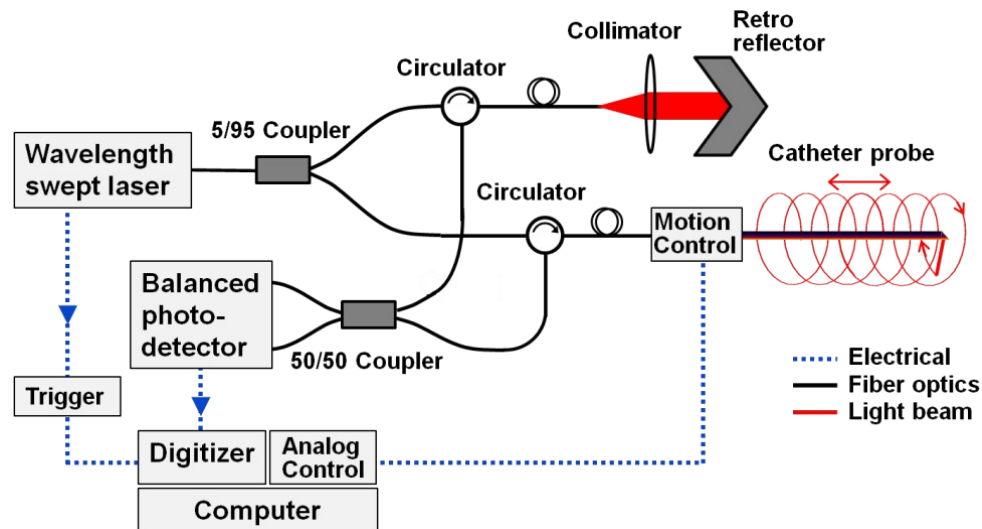 Collimator
Retro
reflector
Circulator
5/95 Coupler
Wavelength
swept laser
Catheter probe
Circulator
Motion
Control
Balanced
photo-
detector
50/50 Coupler
Electrical
Fiber optics
Light beam
Trigger
Digitizer
Analog
Control
Computer